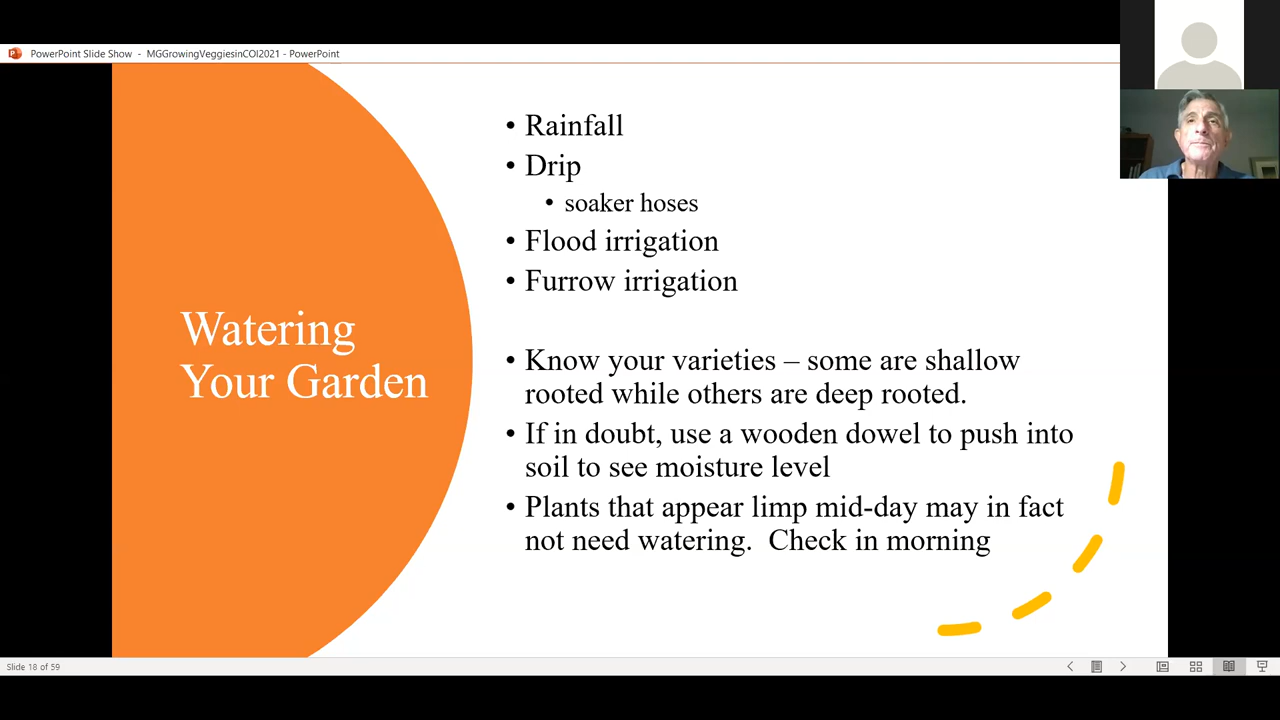 PowerPoint Slide Show - MGGrowingVeggiesinCOI2021 - PowerPoint
Watering
Your Garden
• Rainfall
• Drip
• soaker hoses
• Flood irrigation
• Furrow irrigation
• Know your varieties – some are shallow
rooted while others are deep rooted.
• If in doubt, use a wooden dowel to push into
soil to see moisture level
• Plants that appear limp mid-day may in fact
not need watering.  Check in morning
Slide 18 of 59